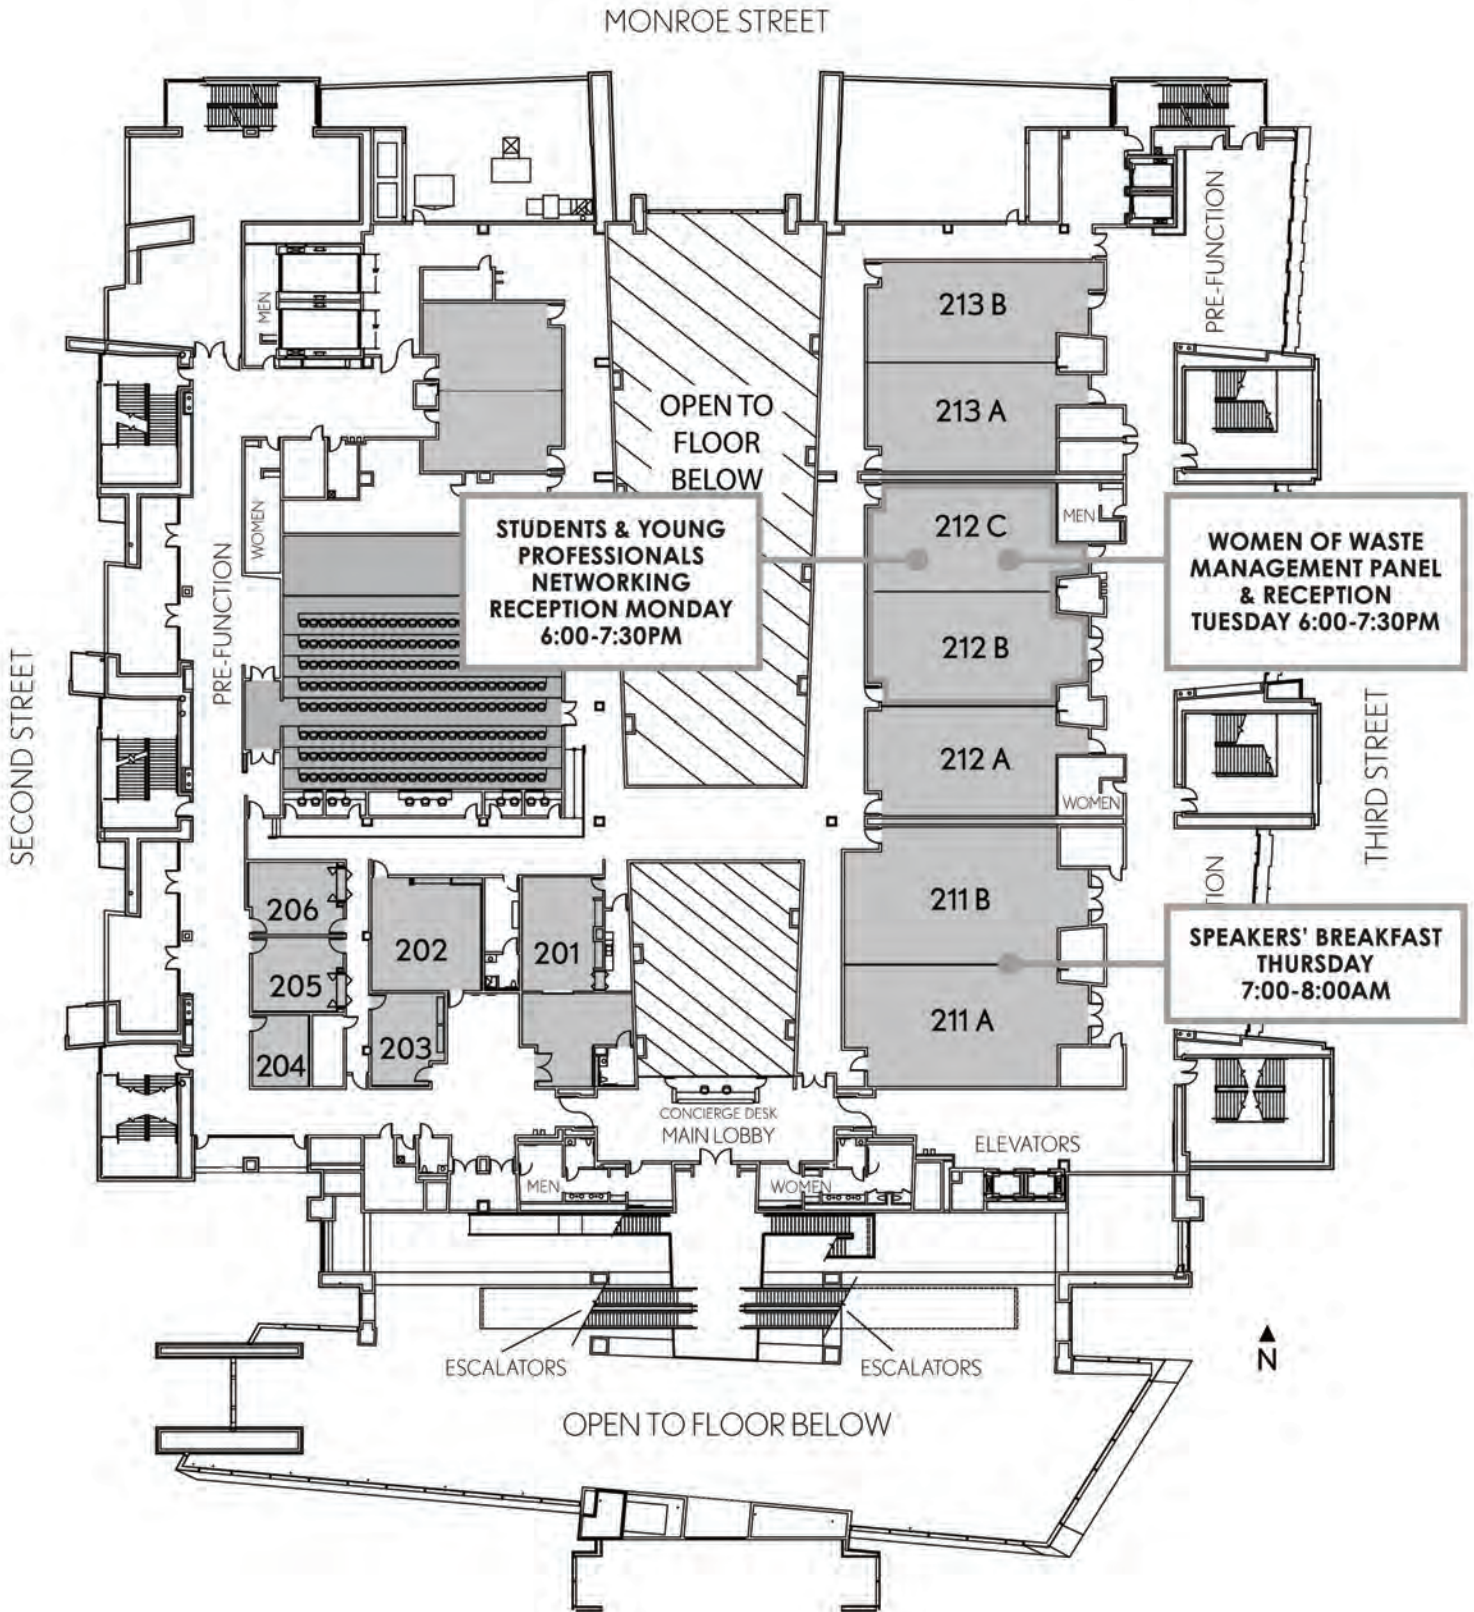 MONROE STREET
PRE-FUNCTION
MEN
213 B
213 A
OPEN TO
FLOOR
BELOW
WOMEN
PRE-FUNCTION
STUDENTS & YOUNG
PROFESSIONALS
NETWORKING
RECEPTION MONDAY
6:00-7:30PM
212 C
MEN
WOMEN OF WASTE
MANAGEMENT PANEL
& RECEPTION
TUESDAY 6:00-7:30PM
212 B
SECOND STREET
THIRD STREET
212 A
WOMEN
206
202
201
205
204
203
211 B
211 A
TION
SPEAKERS' BREAKFAST
THURSDAY
7:00-8:00AM
CONCIERGE DESK
MAIN LOBBY
ELEVATORS
MEN
WOMEN
ESCALATORS
ESCALATORS
N
OPEN TO FLOOR BELOW